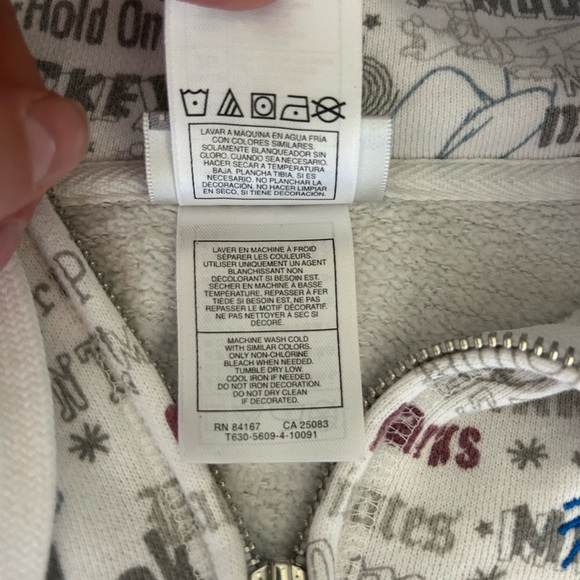 Hold On
LAVAR A MÁQUINA EN AGUA FRÍA
CON COLORES SIMILARES.
SOLAMENTE BLANQUEADOR SIN
CLORO, CUANDO SEA NECESARIO.
HACER SECAR A TEMPERATURA
BAJA. PLANCHA TIBIA, SI ES
NECESARIO. NO PLANCHAR LA
DECORACIÓN. NO HACER LIMPIAR
EN SECO, SI TIENE DECORACIÓN.
LAVER EN MACHINE À FROID
SÉPARER LES COULEURS.
UTILISER UNIQUEMENT UN AGENT
BLANCHISSANT NON
DÉCOLORANT SI BESOIN EST.
SÉCHER EN MACHINE À BASSE
TEMPÉRATURE. REPASSER À FER
TIÈDE SI BESOIN EST. NE PAS
REPASSER LE MOTIF DÉCORATIF.
NE PAS NETTOYER À SEC SI
DÉCORÉ.
MACHINE WASH COLD
WITH SIMILAR COLORS.
ONLY NON-CHLORINE
BLEACH WHEN NEEDED.
TUMBLE DRY LOW.
COOL IRON IF NEEDED.
DO NOT IRON DECORATION.
DO NOT DRY CLEAN
IF DECORATED.
RN 84167 CA 25083
T630-5609-4-10091